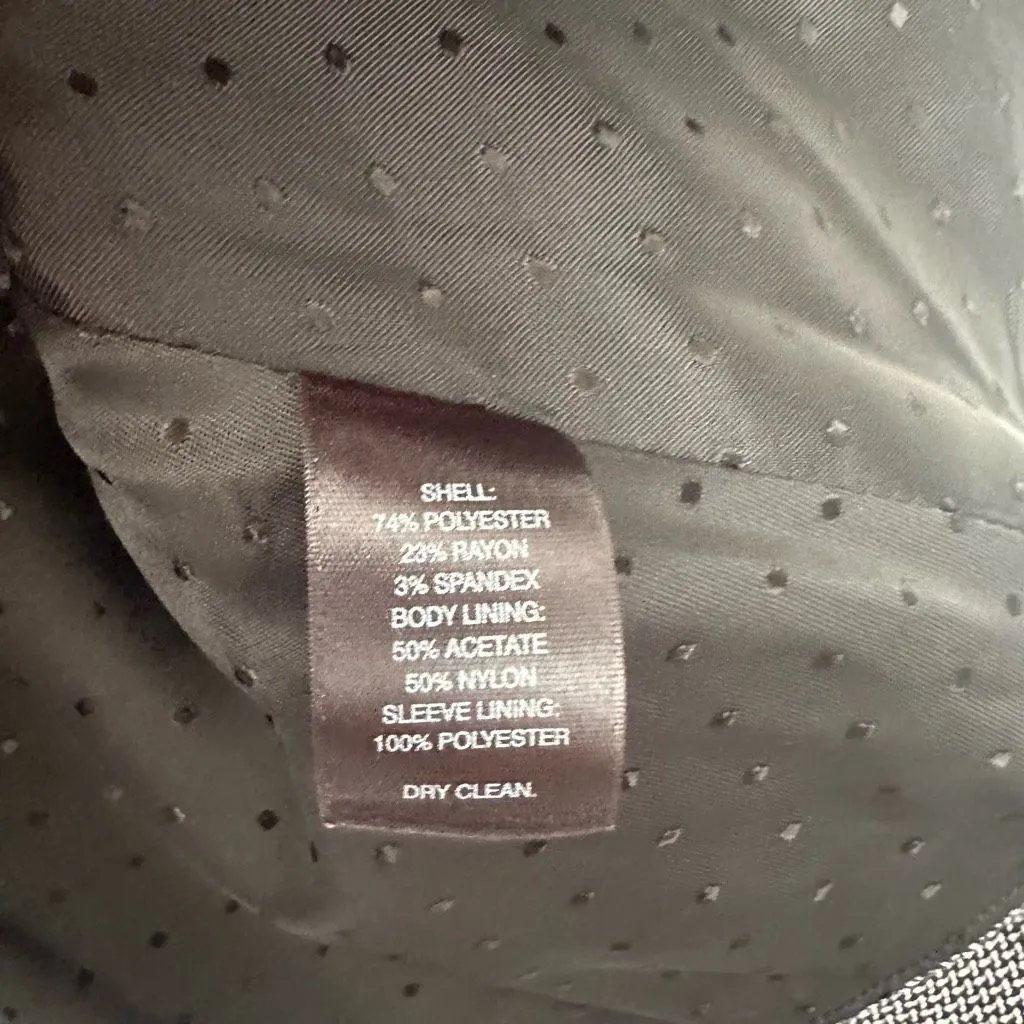 SHELL:
74% POLYESTER
23% RAYON
3% SPANDEX
BODY LINING:
50% ACETATE
50% NYLON
SLEEVE LINING:
100% POLYESTER
DRY CLEAN.